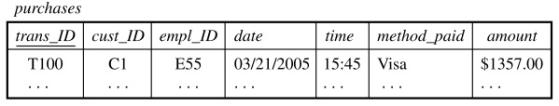 purchases
trans_ID cust_ID empl_ID date time method_paid amount
T100 C1 E55 03/21/2005 15:45 Visa $1357.00
. . . . . . . . . . . . . . . . . . . . .